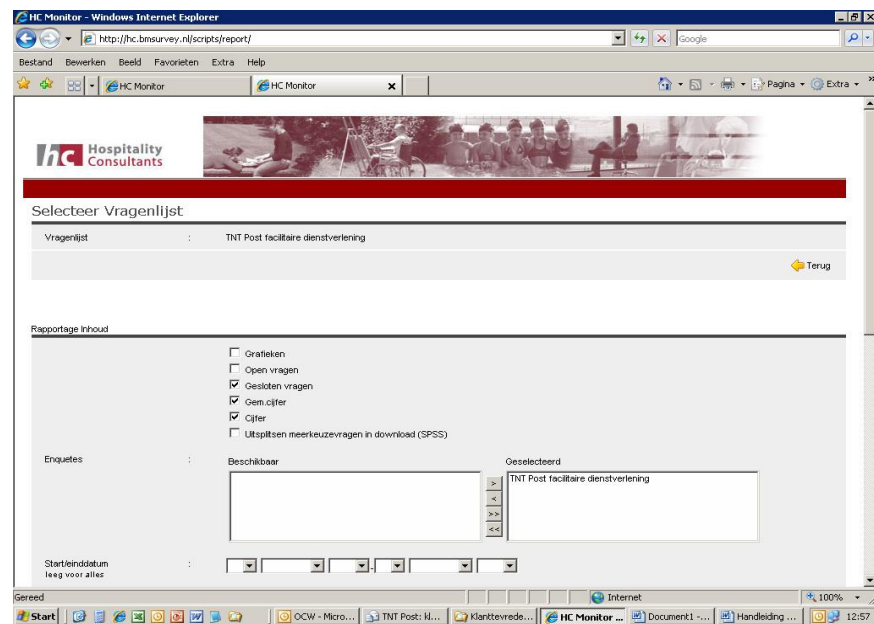 HC Monitor - Windows Internet Explorer
http://hc.bmsurvey.nl/scripts/report/
Google
Bestand Bewerken Beeld Favorieten Extra Help
HC Monitor
HC Monitor
Pagina
Extra
hc Hospitality
Consultants
Selecteer Vragenlijst
Vragenlijst : TNT Post facilitaire dienstverlening
Terug
Rapportage Inhoud
Grafieken
Open vragen
Gesloten vragen
Gem.cijfer
Cijfer
Uitsplitsen meerkeuzevragen in download (SPSS)
Enquetes : Beschikbaar Geselecteerd
TNT Post facilitaire dienstverlening
>
<
>>
<<
Start/einddatum :
leeg voor alles
-
Gereed Internet 100%
Start OCW - Micro... TNT Post: kl... Klanttevrede... HC Monitor ... Document1 -... Handleiding ... 12:57